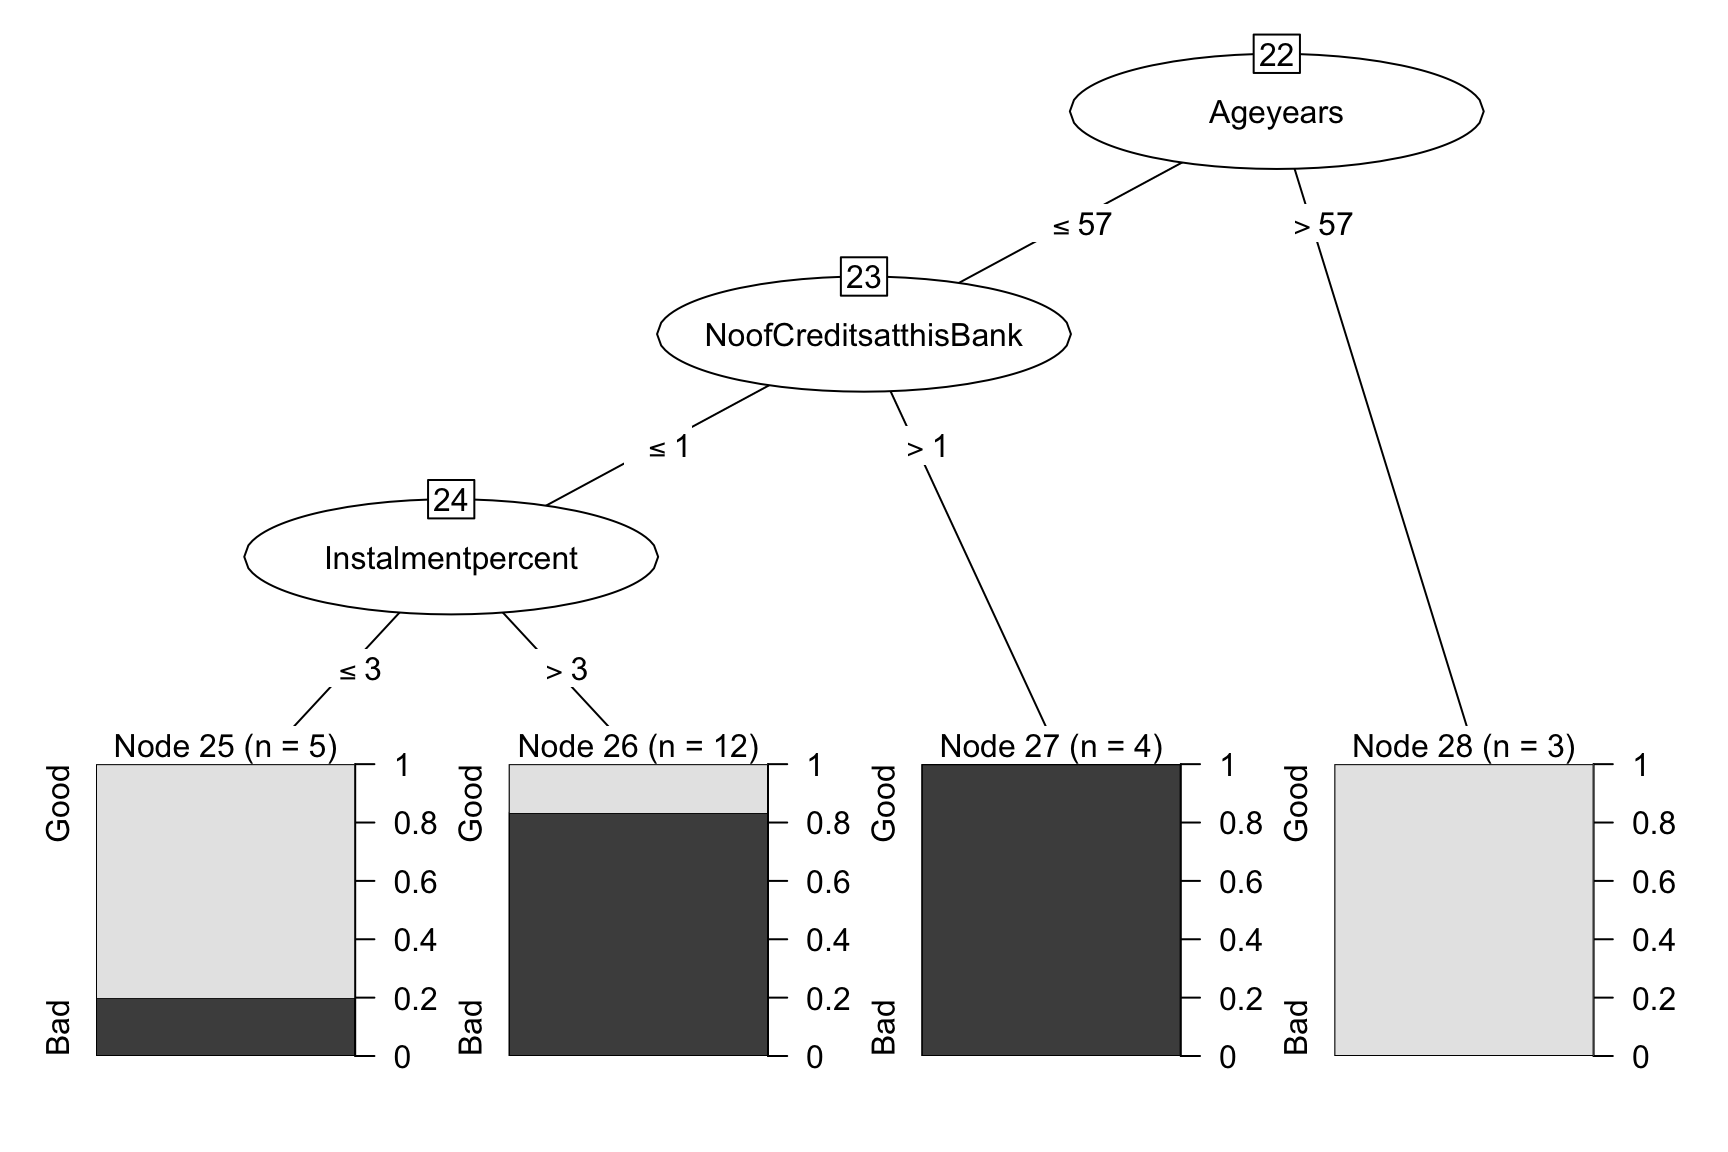 22
Ageyears
≤ 57
> 57
23
NoofCreditsatthisBank
≤ 1
> 1
24
Instalmentpercent
≤ 3
> 3
Node 25 (n = 5)
Good
Bad
1
0.8
0.6
0.4
0.2
0
Node 26 (n = 12)
Good
Bad
1
0.8
0.6
0.4
0.2
0
Node 27 (n = 4)
Good
Bad
1
0.8
0.6
0.4
0.2
0
Node 28 (n = 3)
Good
Bad
1
0.8
0.6
0.4
0.2
0